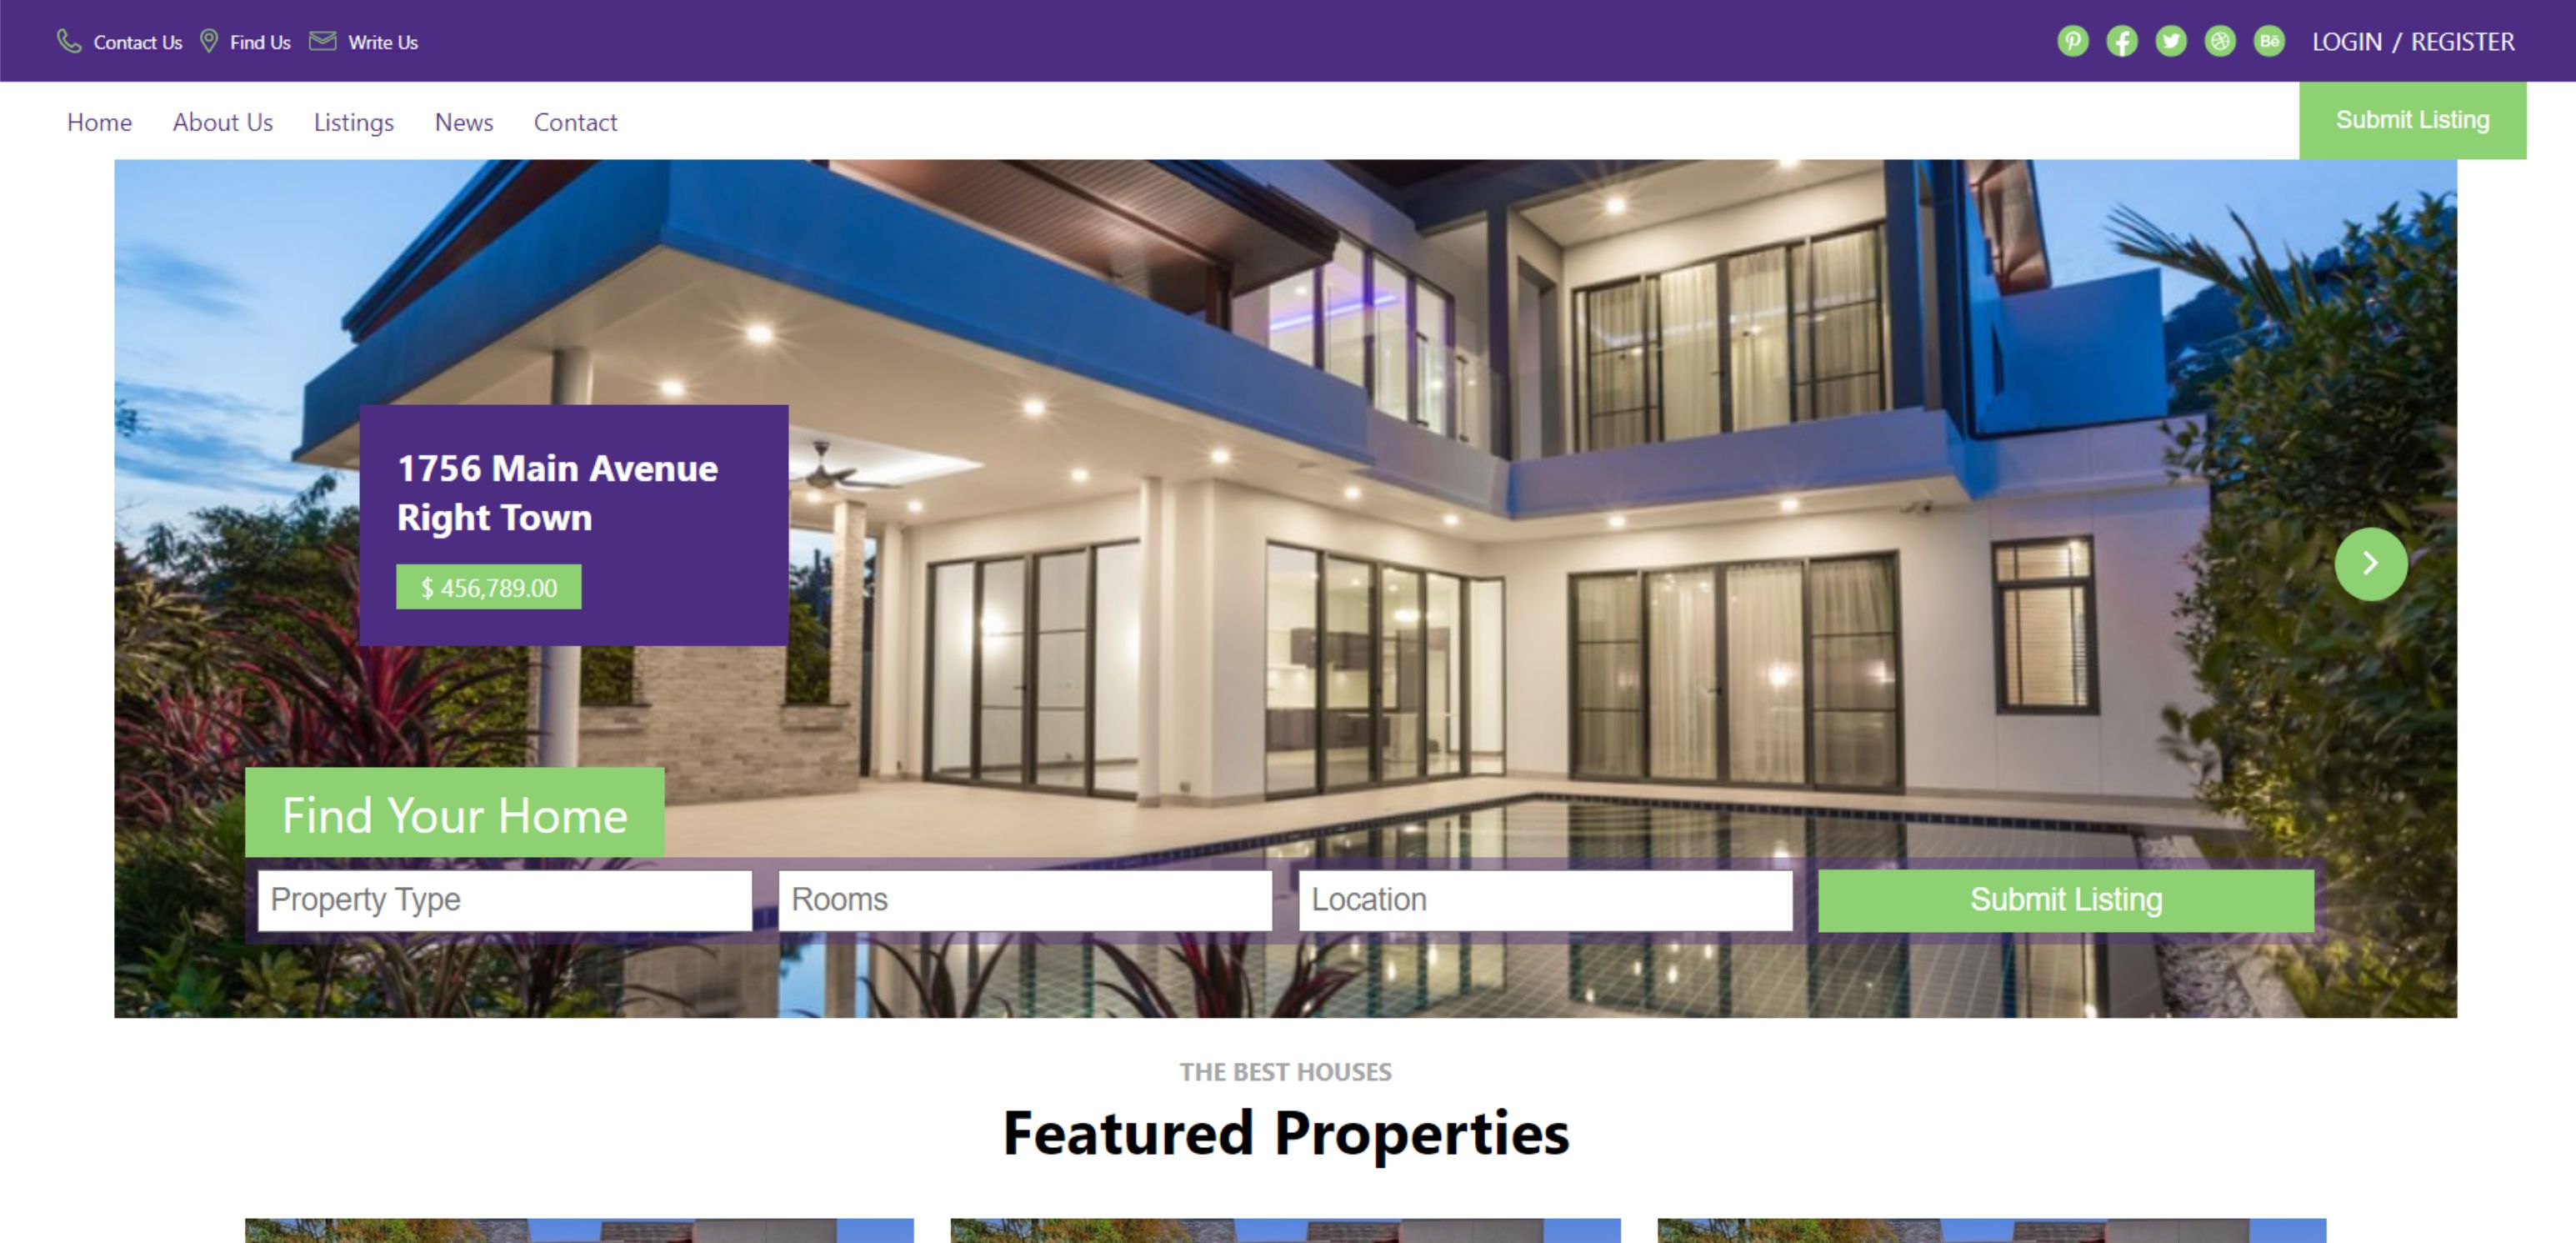 Contact Us Find Us Write Us
Bē LOGIN / REGISTER
Home About Us Listings News Contact
Submit Listing
1756 Main Avenue
Right Town
$ 456,789.00
Find Your Home
Property Type Rooms Location Submit Listing
THE BEST HOUSES
Featured Properties